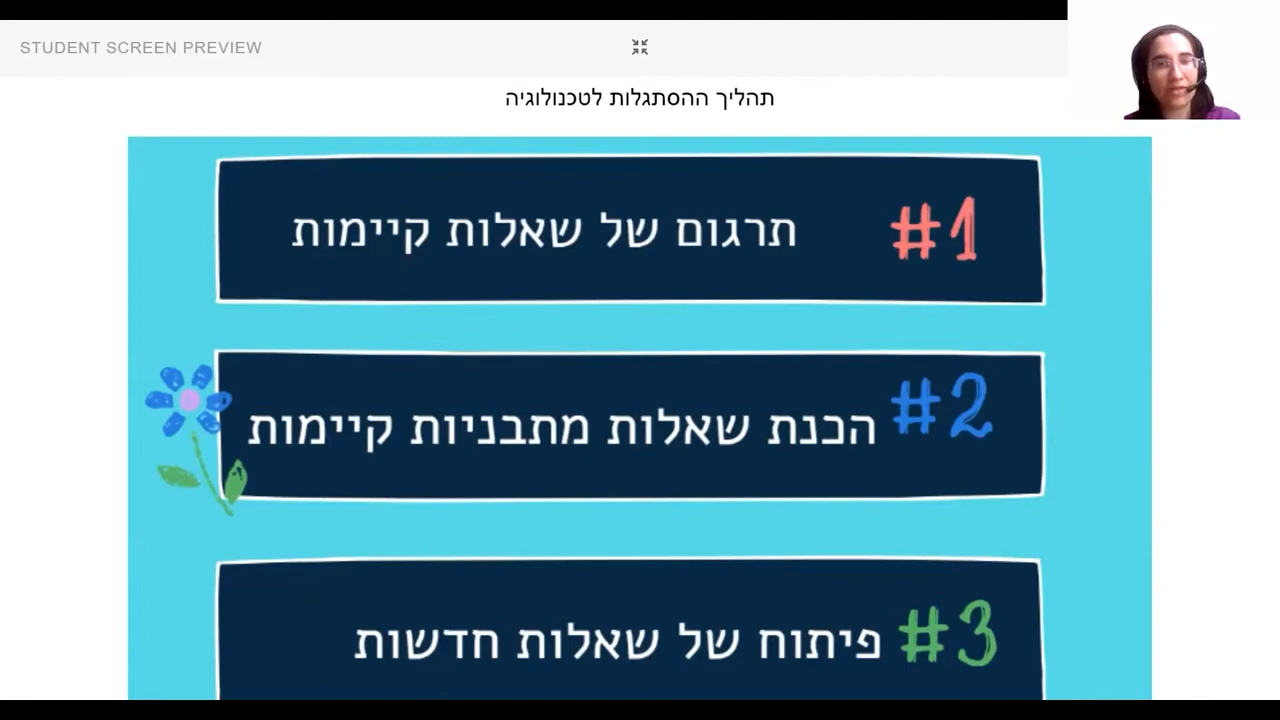 STUDENT SCREEN PREVIEW
תהליך ההסתגלות לטכנולוגיה
#1 תרגום של שאלות קיימות
#2 הכנת שאלות מתבניות קיימות
#3 פיתוח של שאלות חדשות